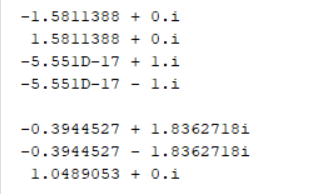 -1.5811388 + 0.i
1.5811388 + 0.i
-5.551D-17 + 1.i
-5.551D-17 - 1.i
-0.3944527 + 1.8362718i
-0.3944527 - 1.8362718i
1.0489053 + 0.i